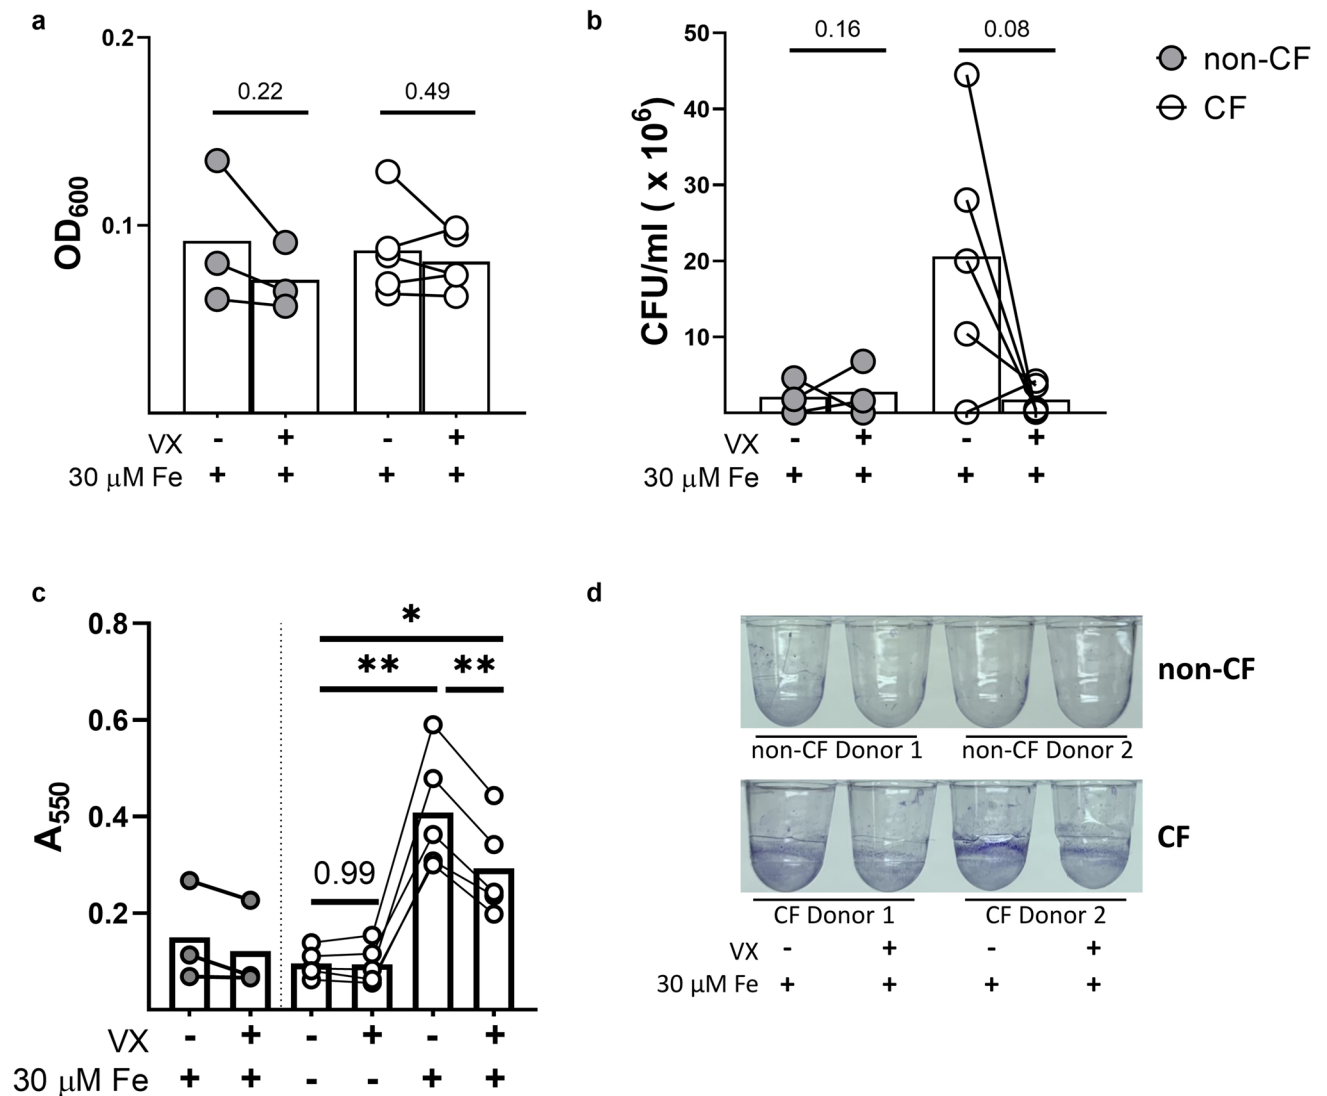 a
0.2
0.1
OD600
0.22
0.49
VX - + - +
30 μM Fe + + + +
b
50
40
30
20
10
CFU/ml ( x 10⁶)
0.16
0.08
non-CF
CF
VX - + - +
30 μM Fe + + + +
c
0.8
0.6
0.4
0.2
A550
*
** **
0.99
VX - + - + - +
30 μM Fe + + - - + +
d
non-CF
non-CF Donor 1 non-CF Donor 2
CF
CF Donor 1 CF Donor 2
VX - + - +
30 μM Fe + + + +